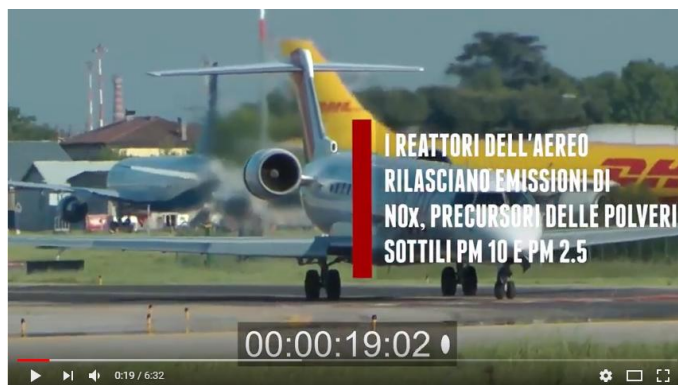 DHL
I REATTORI DELL'AEREO
RILASCIANO EMISSIONI DI
NOx, PRECURSORI DELLE POLVERI
SOTTILI PM 10 E PM 2.5
00:00:19:02
0:19 / 6:32